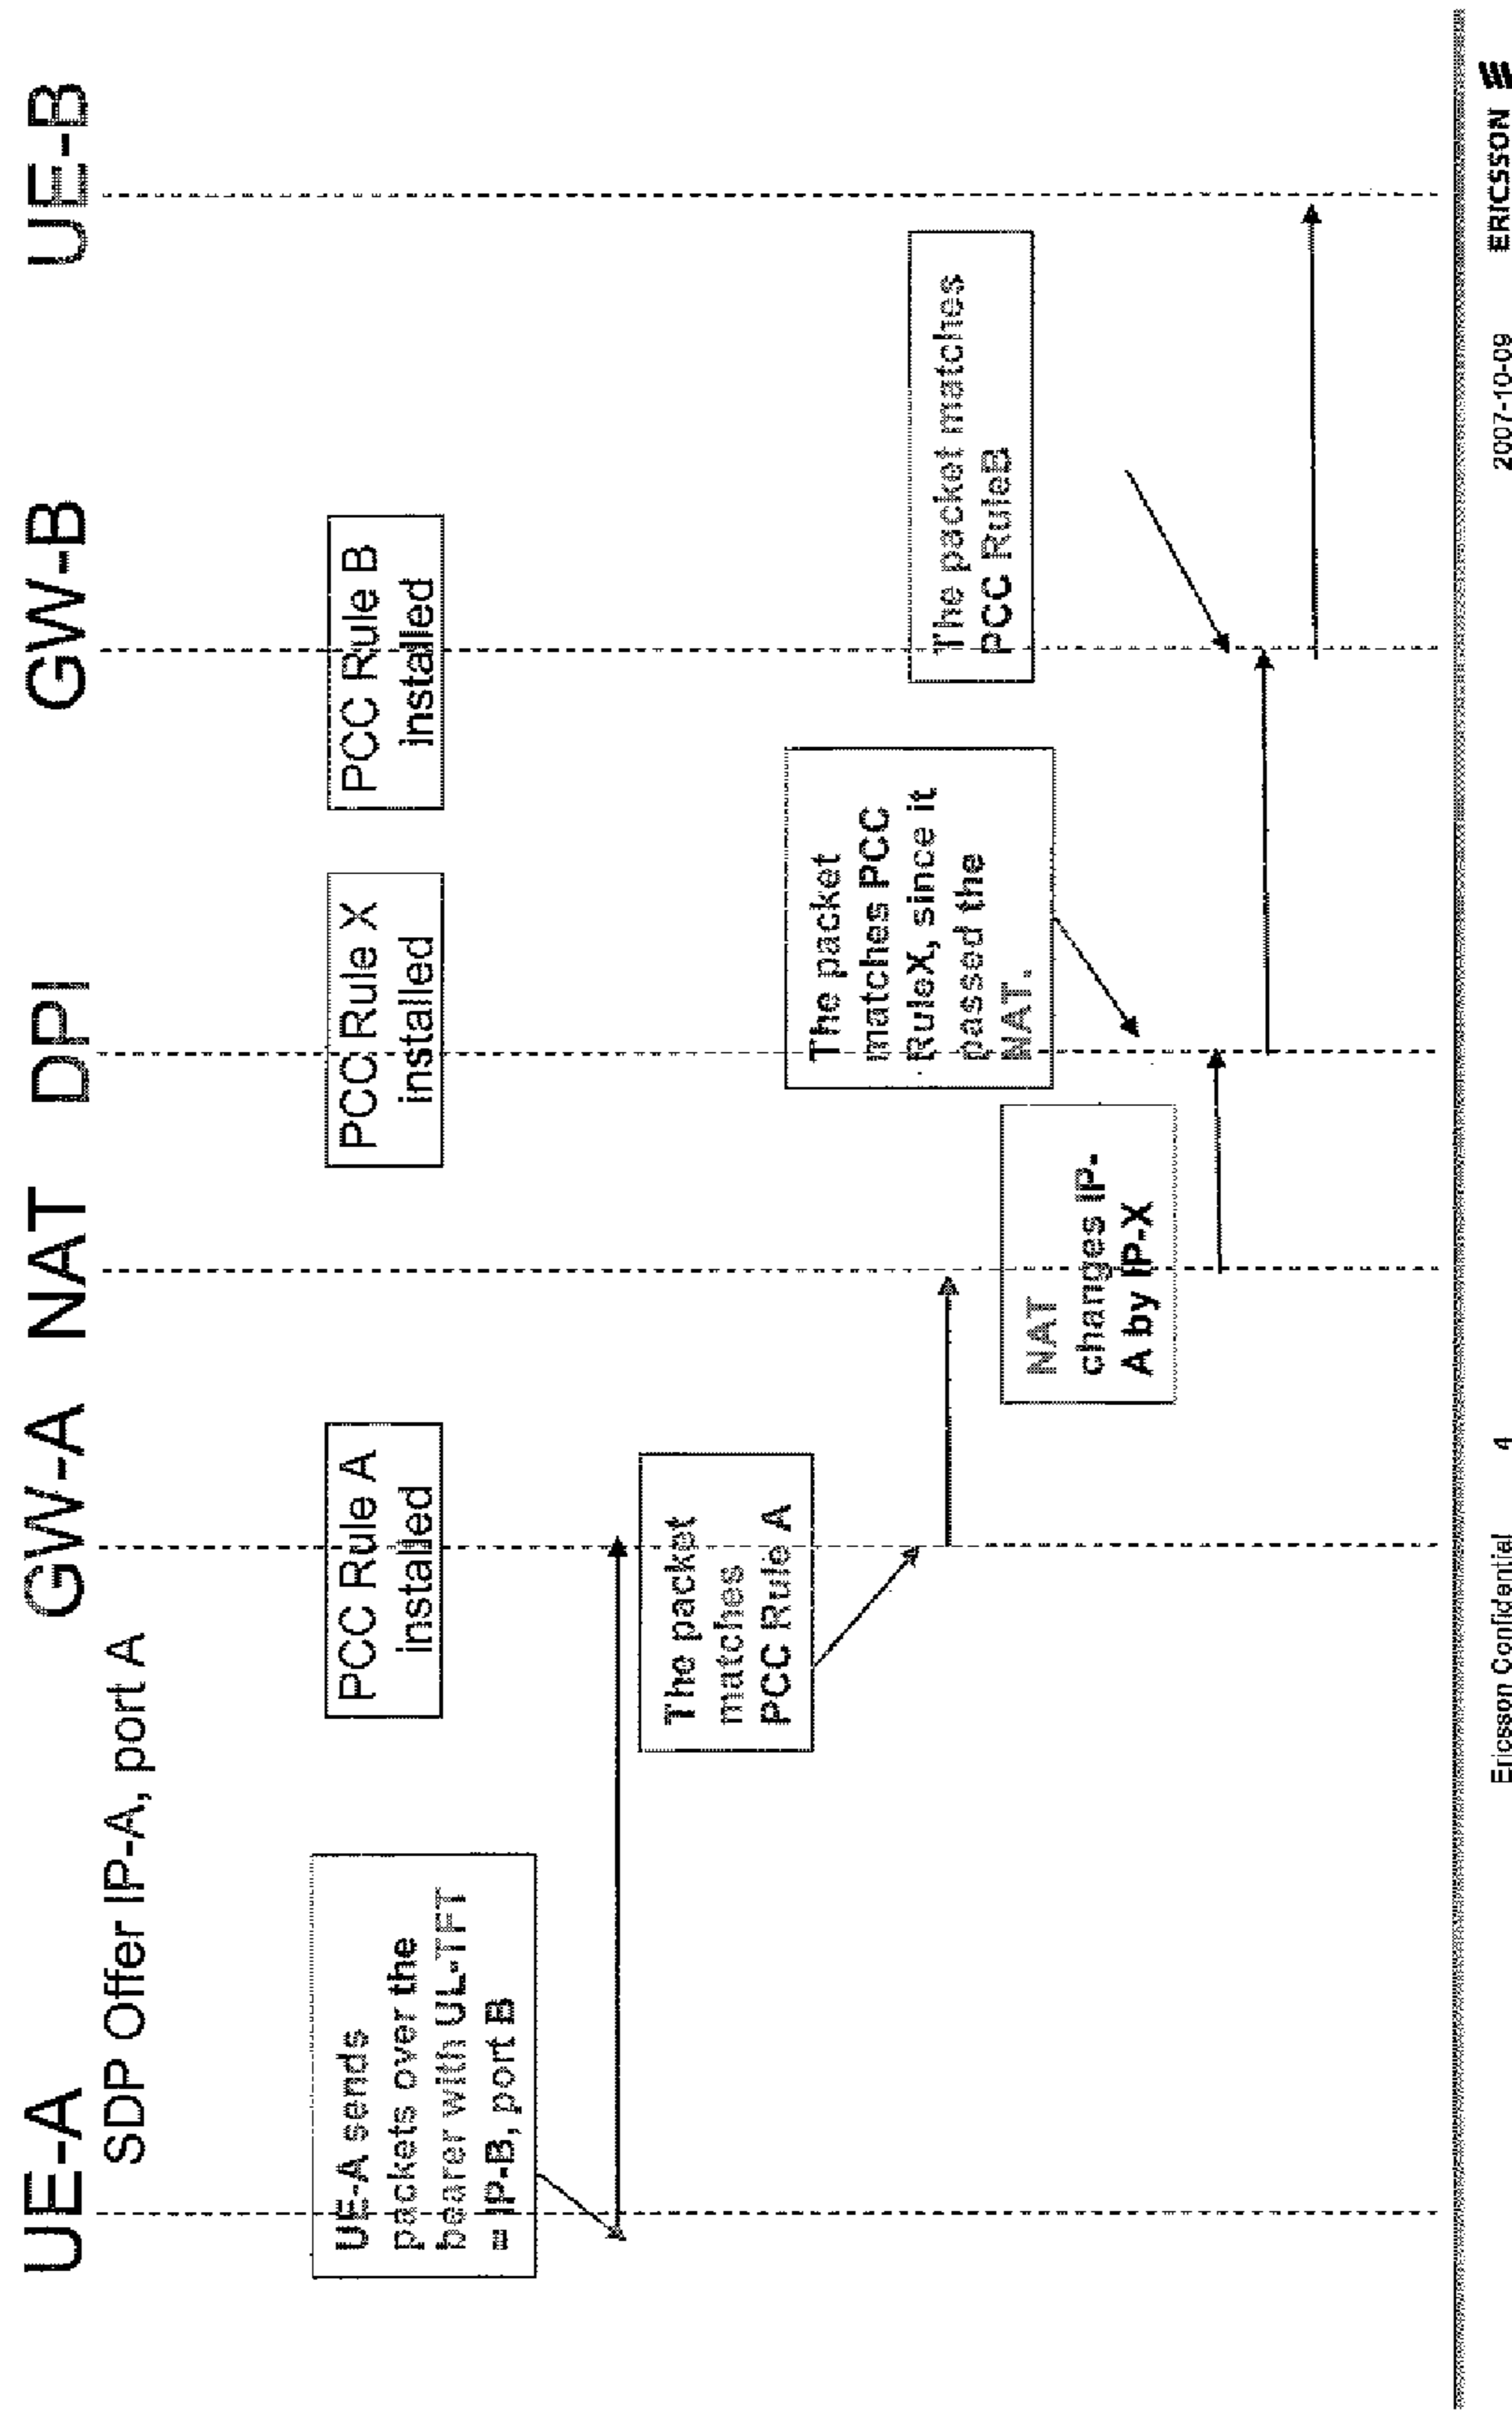 UE-A
GW-A
NAT
DPI
GW-B
UE-B
SDP Offer IP-A, port A
PCC Rule A
installed
PCC Rule X
installed
PCC Rule B
installed
UE-A sends
packets over the
bearer with UL-TFT
= IP-B, port B
The packet
matches
PCC Rule A
NAT
changes IP-
A by IP-X
The packet
matches PCC
RuleX, since it
passed the
NAT.
The packet matches
PCC RuleB
Ericsson Confidential
4
2007-10-09
ERICSSON